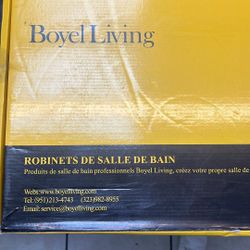 Boyel Living
ROBINETS DE SALLE DE BAIN
Produits de salle de bain professionnels Boyel Living, créez votre propre salle de
Web: www.boyelliving.com
Tel: (951) 213-4743 (323)982-8955
Email: service@boyelliving.com